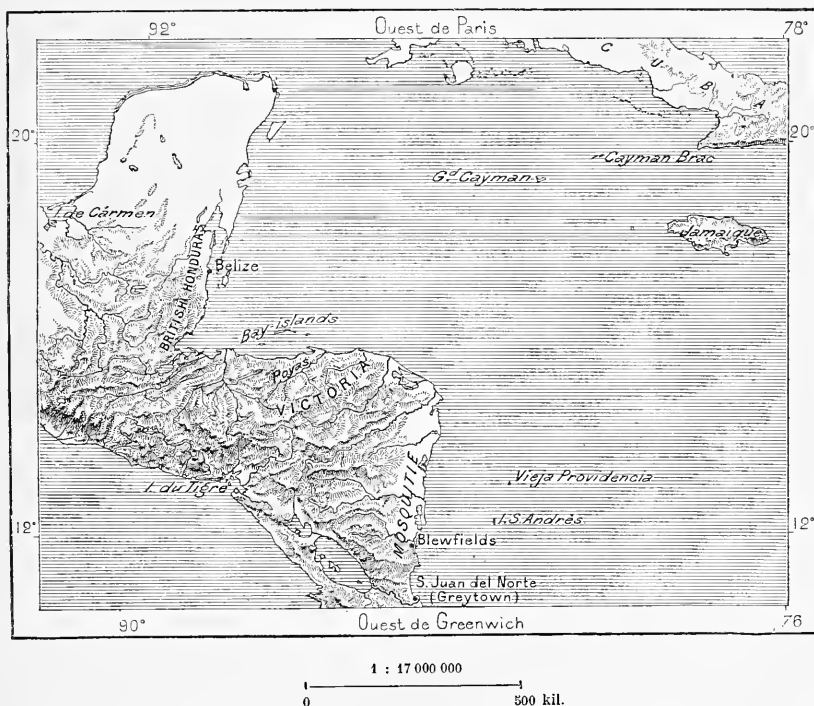 92° Ouest de Paris 78°
C U B A
20° 20°
Cayman Brac
Gd. Cayman
I. de Cármen
Jamaïque
BRITISH HONDURAS
Belize
Bay-islands
Poyas
VICTORIA
MOSQUITIE
Vieja Providencia
I. du Tigre
I. S. Andrés
12° 12°
Blewfields
S. Juan del Norte
(Greytown)
90° Ouest de Greenwich 76
1 : 17 000 000
0 500 kil.